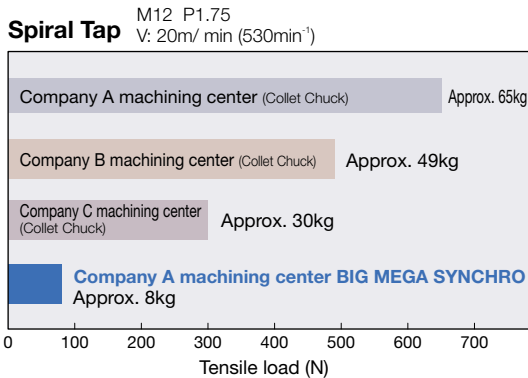 Spiral Tap
M12 P1.75
V: 20m/ min (530min⁻¹)
Company A machining center (Collet Chuck)
Approx. 65kg
Company B machining center (Collet Chuck)
Approx. 49kg
Company C machining center
(Collet Chuck)
Approx. 30kg
Company A machining center BIG MEGA SYNCHRO
Approx. 8kg
0 100 200 300 400 500 600 700
Tensile load (N)